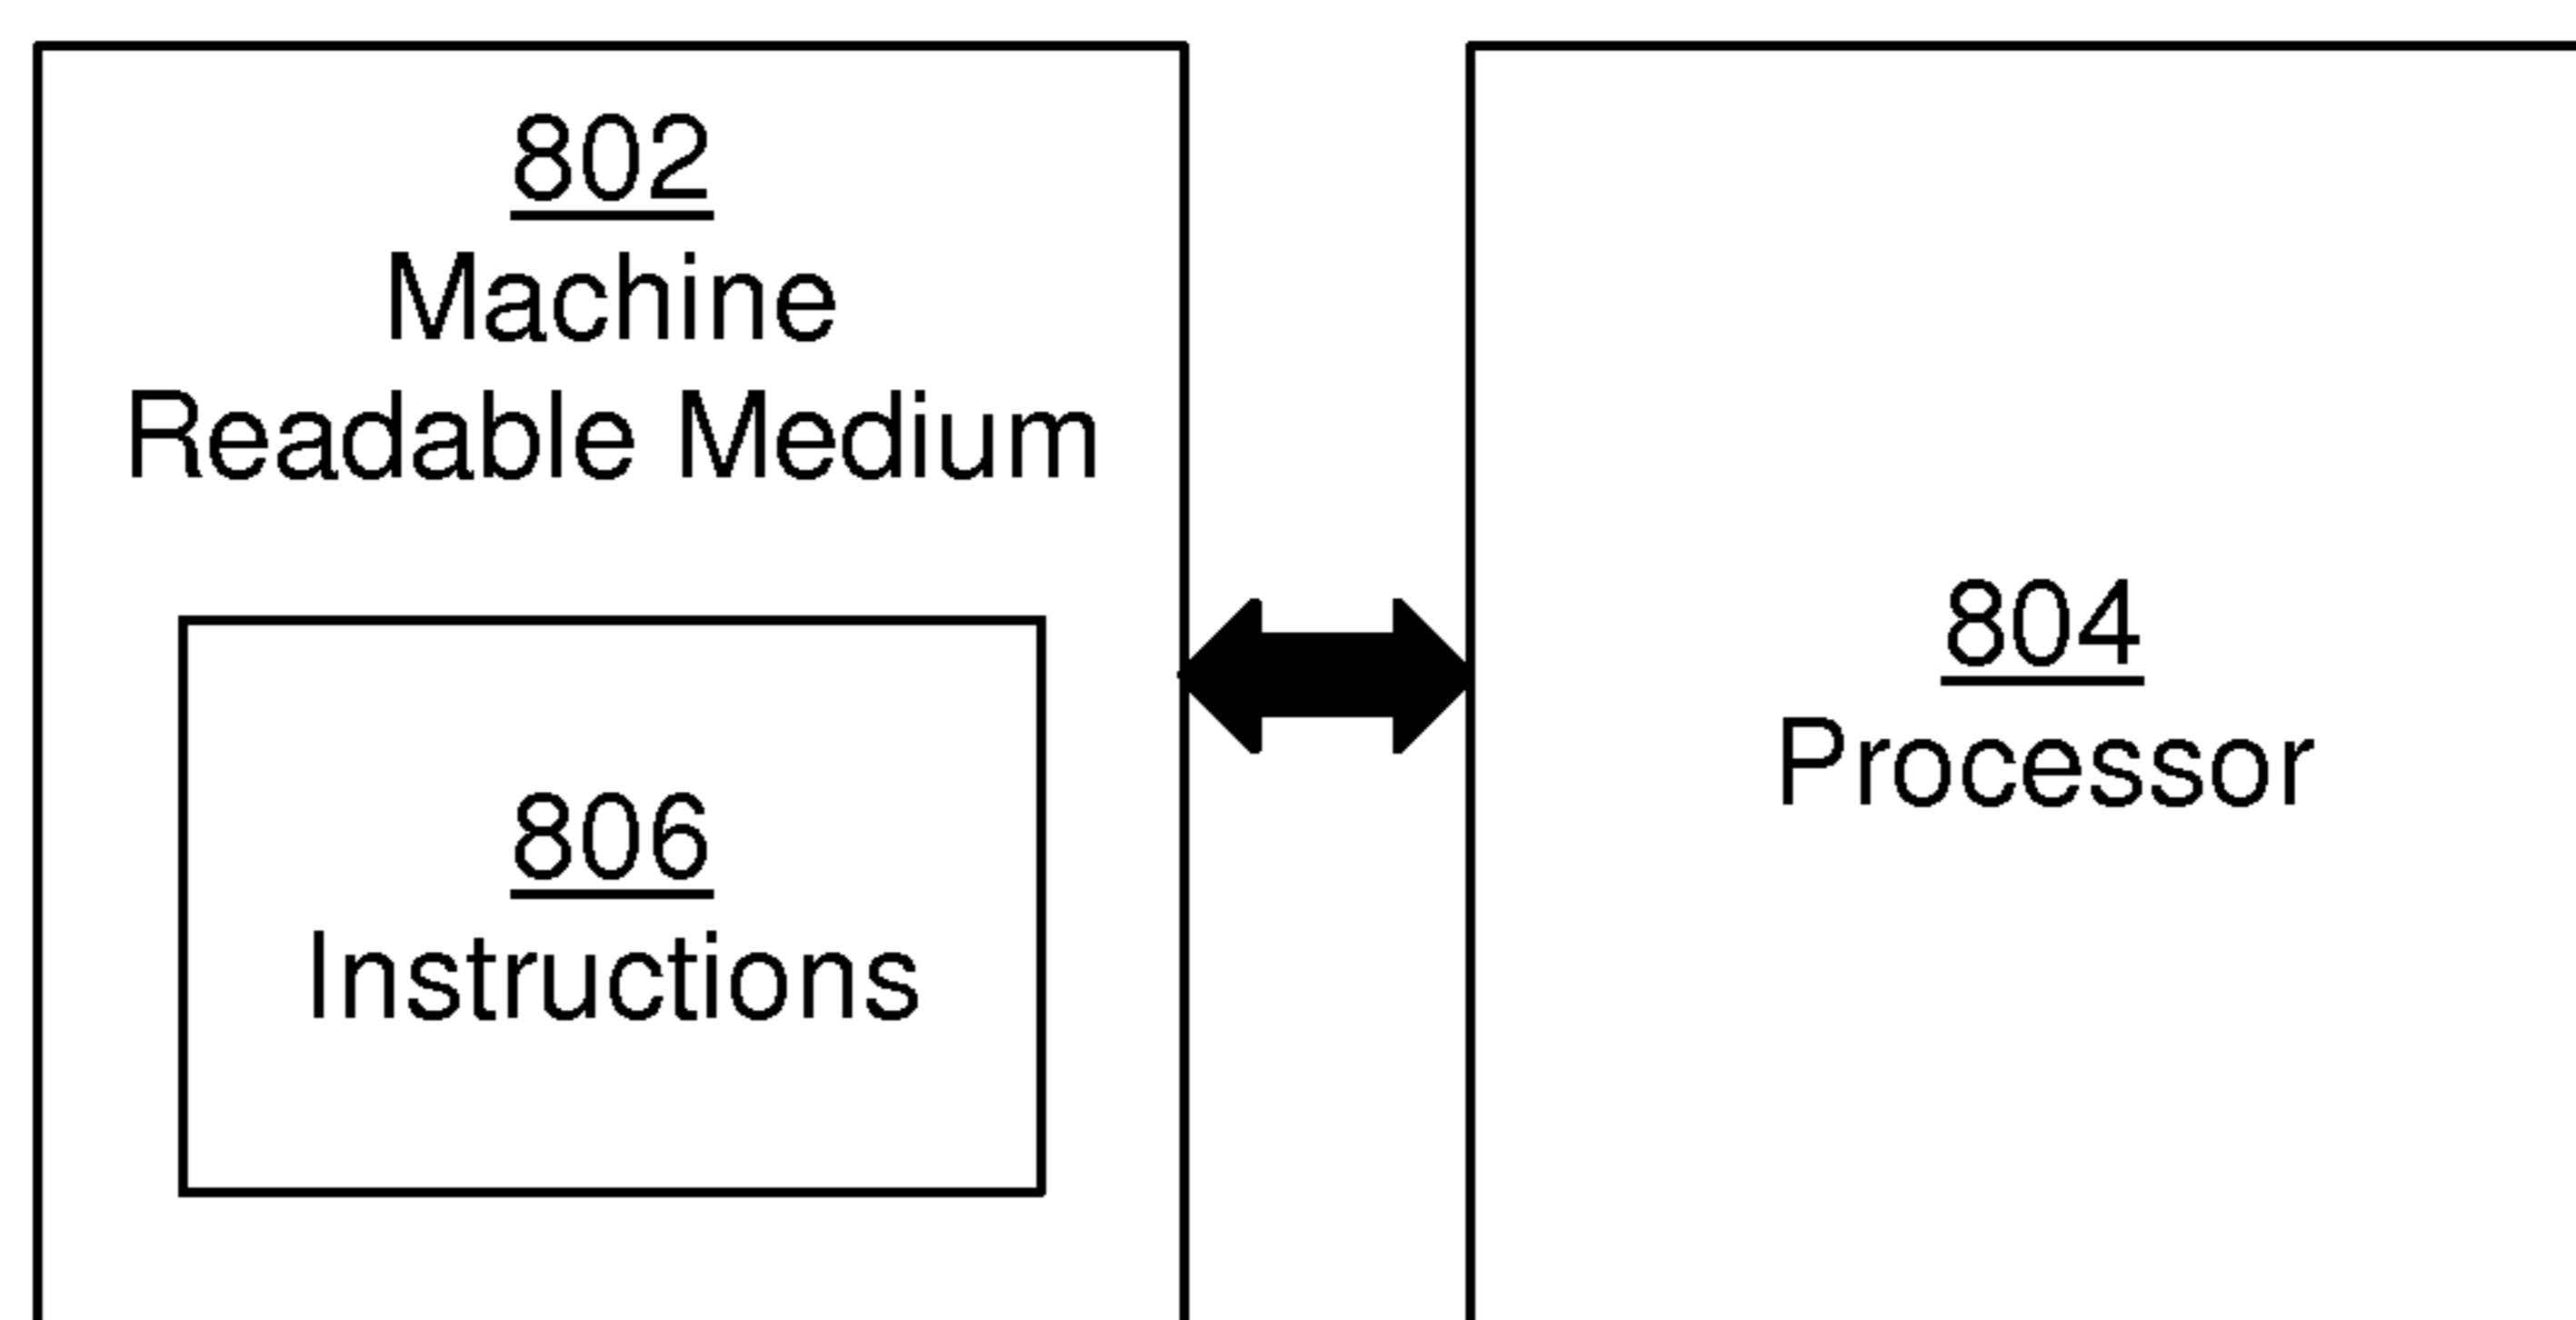 802
Machine
Readable Medium
806
Instructions
804
Processor